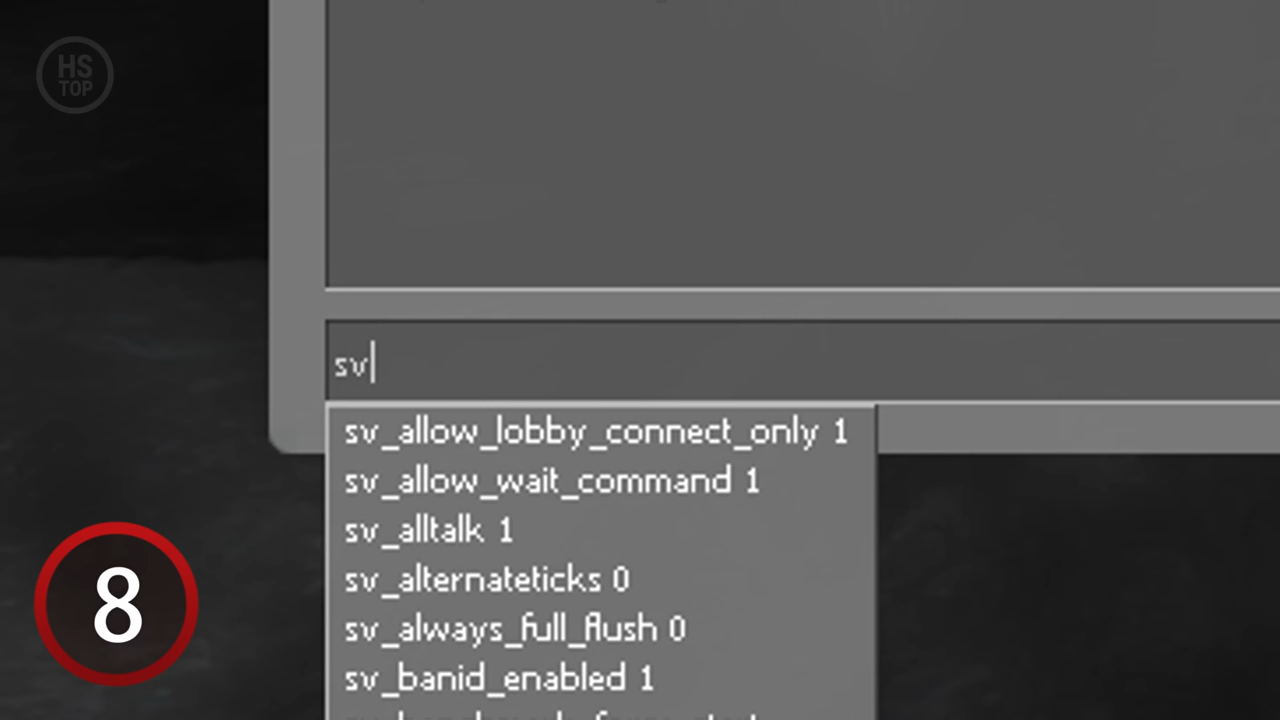 HS
TOP
sv
sv_allow_lobby_connect_only 1
sv_allow_wait_command 1
sv_alltalk 1
sv_alternateticks 0
sv_always_full_flush 0
sv_banid_enabled 1
8